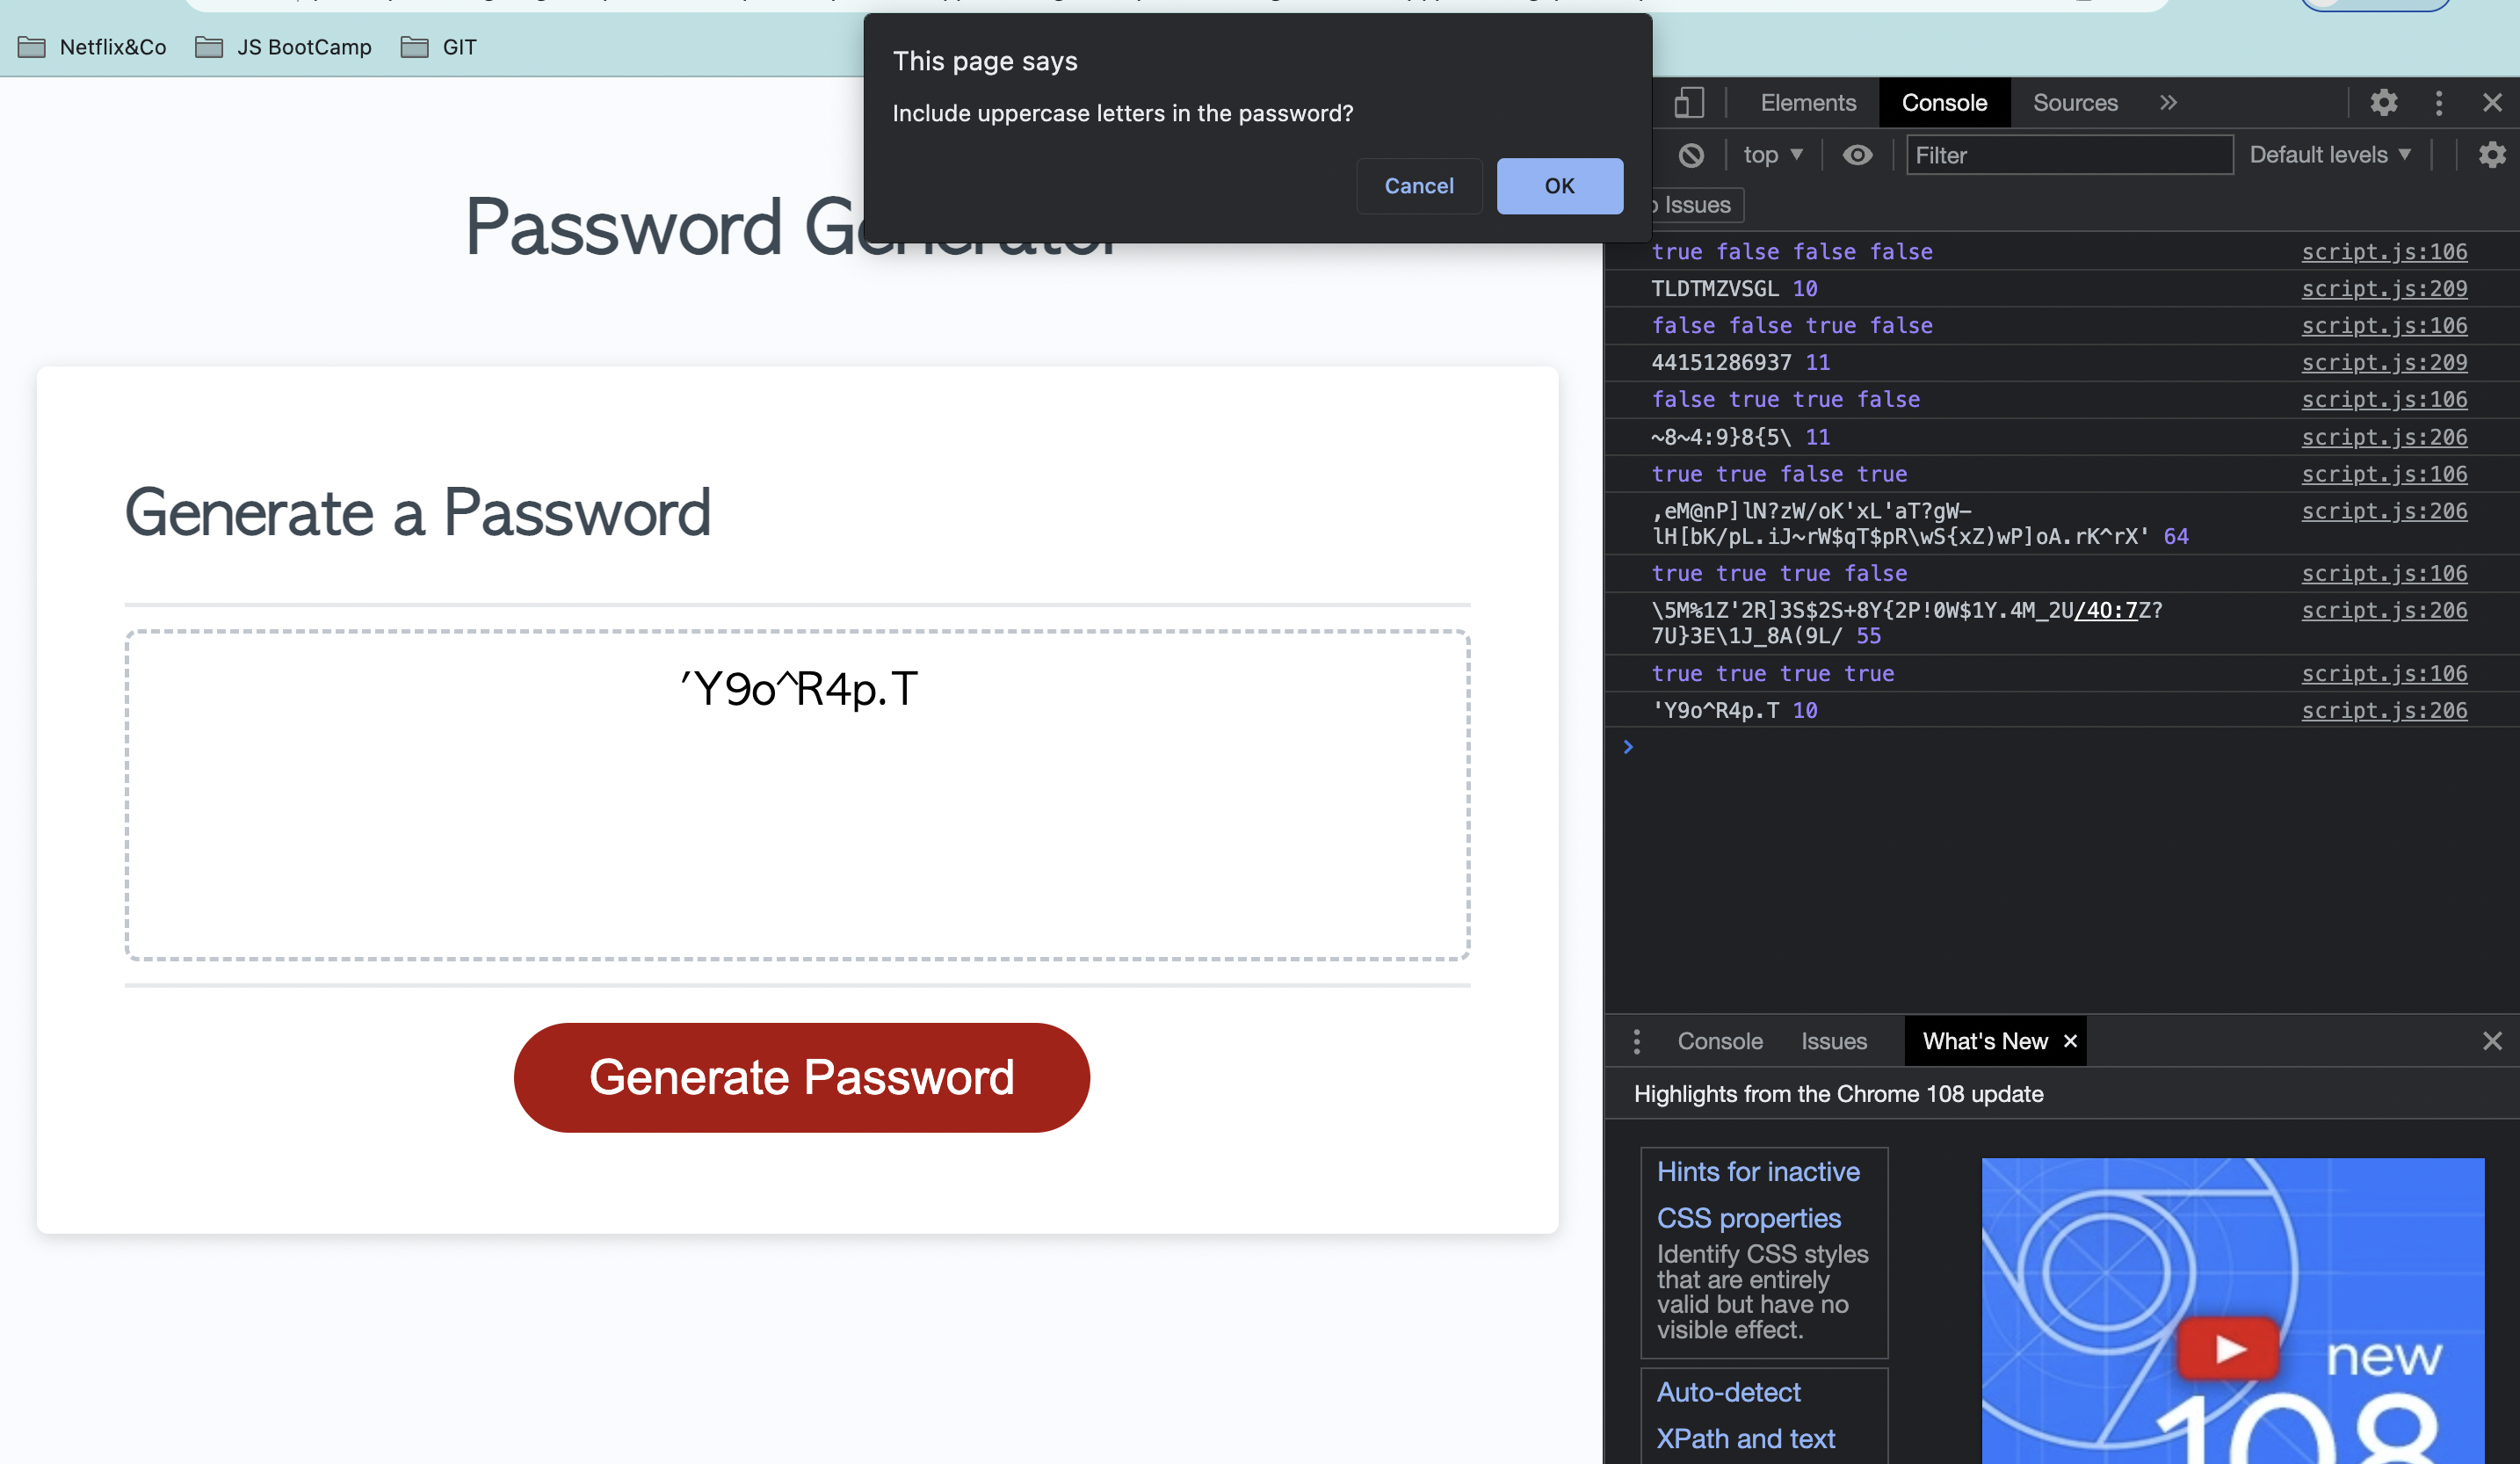 Netflix&Co
JS BootCamp
GIT
This page says
Include uppercase letters in the password?
Cancel
OK
Password Generator
Generate a Password
'Y9o^R4p.T
Generate Password
Elements
Console
Sources
top
Filter
Default levels
Issues
true false false false script.js:106
TLDTMZVSGL 10 script.js:209
false false true false script.js:106
44151286937 11 script.js:209
false true true false script.js:106
~8~4:9}8{5\ 11 script.js:206
true true false true script.js:106
,eM@nP]lN?zW/oK'xL'aT?gW- script.js:206
lH[bK/pL.iJ~rW$qT$pR\wS{xZ)wP]oA.rK^rX' 64
true true true false script.js:106
\5M%1Z'2R]3S$2S+8Y{2P!0W$1Y.4M_2U/4O:7Z? script.js:206
7U}3E\1J_8A(9L/ 55
true true true true script.js:106
'Y9o^R4p.T 10 script.js:206
Console
Issues
What's New
Highlights from the Chrome 108 update
Hints for inactive
CSS properties
Identify CSS styles
that are entirely
valid but have no
visible effect.
Auto-detect
XPath and text
new
108